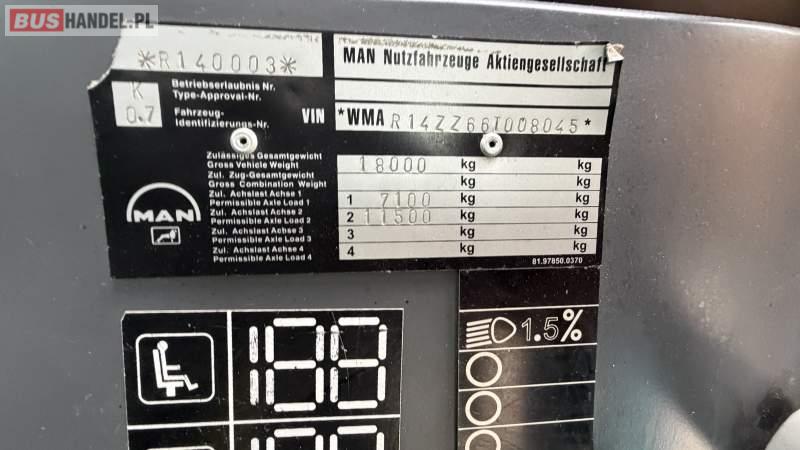 BUSHANDEL.PL
*R140003*
MAN Nutzfahrzeuge Aktiengesellschaft
K
0.7
Betriebserlaubnis Nr.
Type-Approval-Nr.
Fahrzeug-
Identifizierungs-Nr.
VIN
*WMA R14ZZ66T008045*
Zulässiges Gesamtgewicht
Gross Vehicle Weight
18000 kg kg
Zul. Zug-Gesamtgewicht
Gross Combination Weight
kg kg
Zul. Achslast Achse 1
Permissible Axle Load 1
1 7100 kg kg
Zul. Achslast Achse 2
Permissible Axle Load 2
2 11500 kg kg
Zul. Achslast Achse 3
Permissible Axle Load 3
3 kg kg
Zul. Achslast Achse 4
Permissible Axle Load 4
4 kg kg
MAN
81.97850.0370
1.5%
188